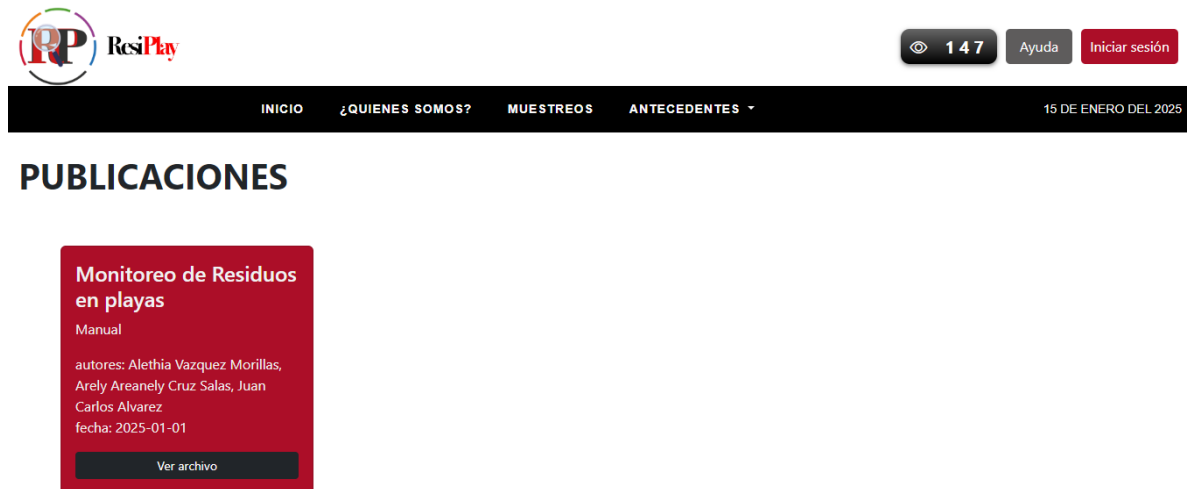 RP ResiPlay
147
Ayuda
Iniciar sesión
INICIO ¿QUIENES SOMOS? MUESTREOS ANTECEDENTES
15 DE ENERO DEL 2025
PUBLICACIONES
Monitoreo de Residuos
en playas
Manual
autores: Alethia Vazquez Morillas,
Arely Areanely Cruz Salas, Juan
Carlos Alvarez
fecha: 2025-01-01
Ver archivo